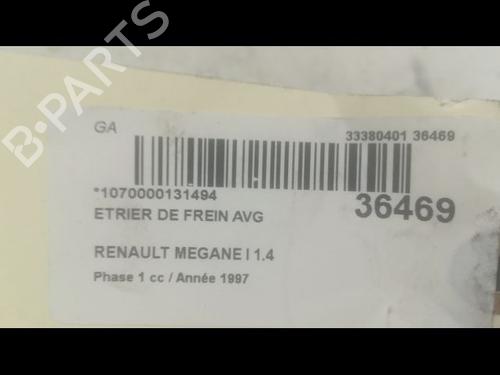 GA
33380401 36469
*1070000131494
36469
ETRIER DE FREIN AVG
RENAULT MEGANE I 1.4
Phase 1 cc / Année 1997
B-PARTS